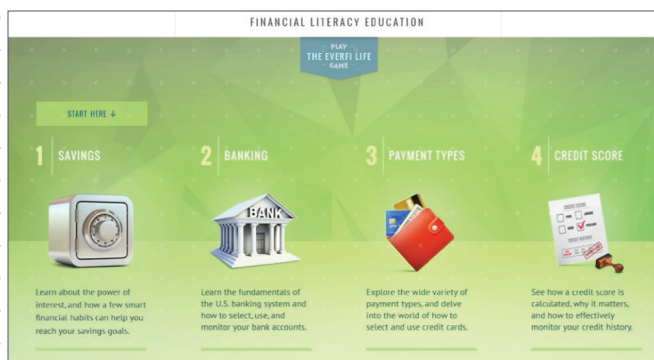 FINANCIAL LITERACY EDUCATION
PLAY
THE EVERFI LIFE
GAME
START HERE ↓
1 SAVINGS
2 BANKING
3 PAYMENT TYPES
4 CREDIT SCORE
BANK
CREDIT SCORE
Learn about the power of
interest, and how a few smart
financial habits can help you
reach your savings goals.
Learn the fundamentals of
the U.S. banking system and
how to select, use, and
monitor your bank accounts.
Explore the wide variety of
payment types, and delve
into the world of how to
select and use credit cards.
See how a credit score is
calculated, why it matters,
and how to effectively
monitor your credit history.